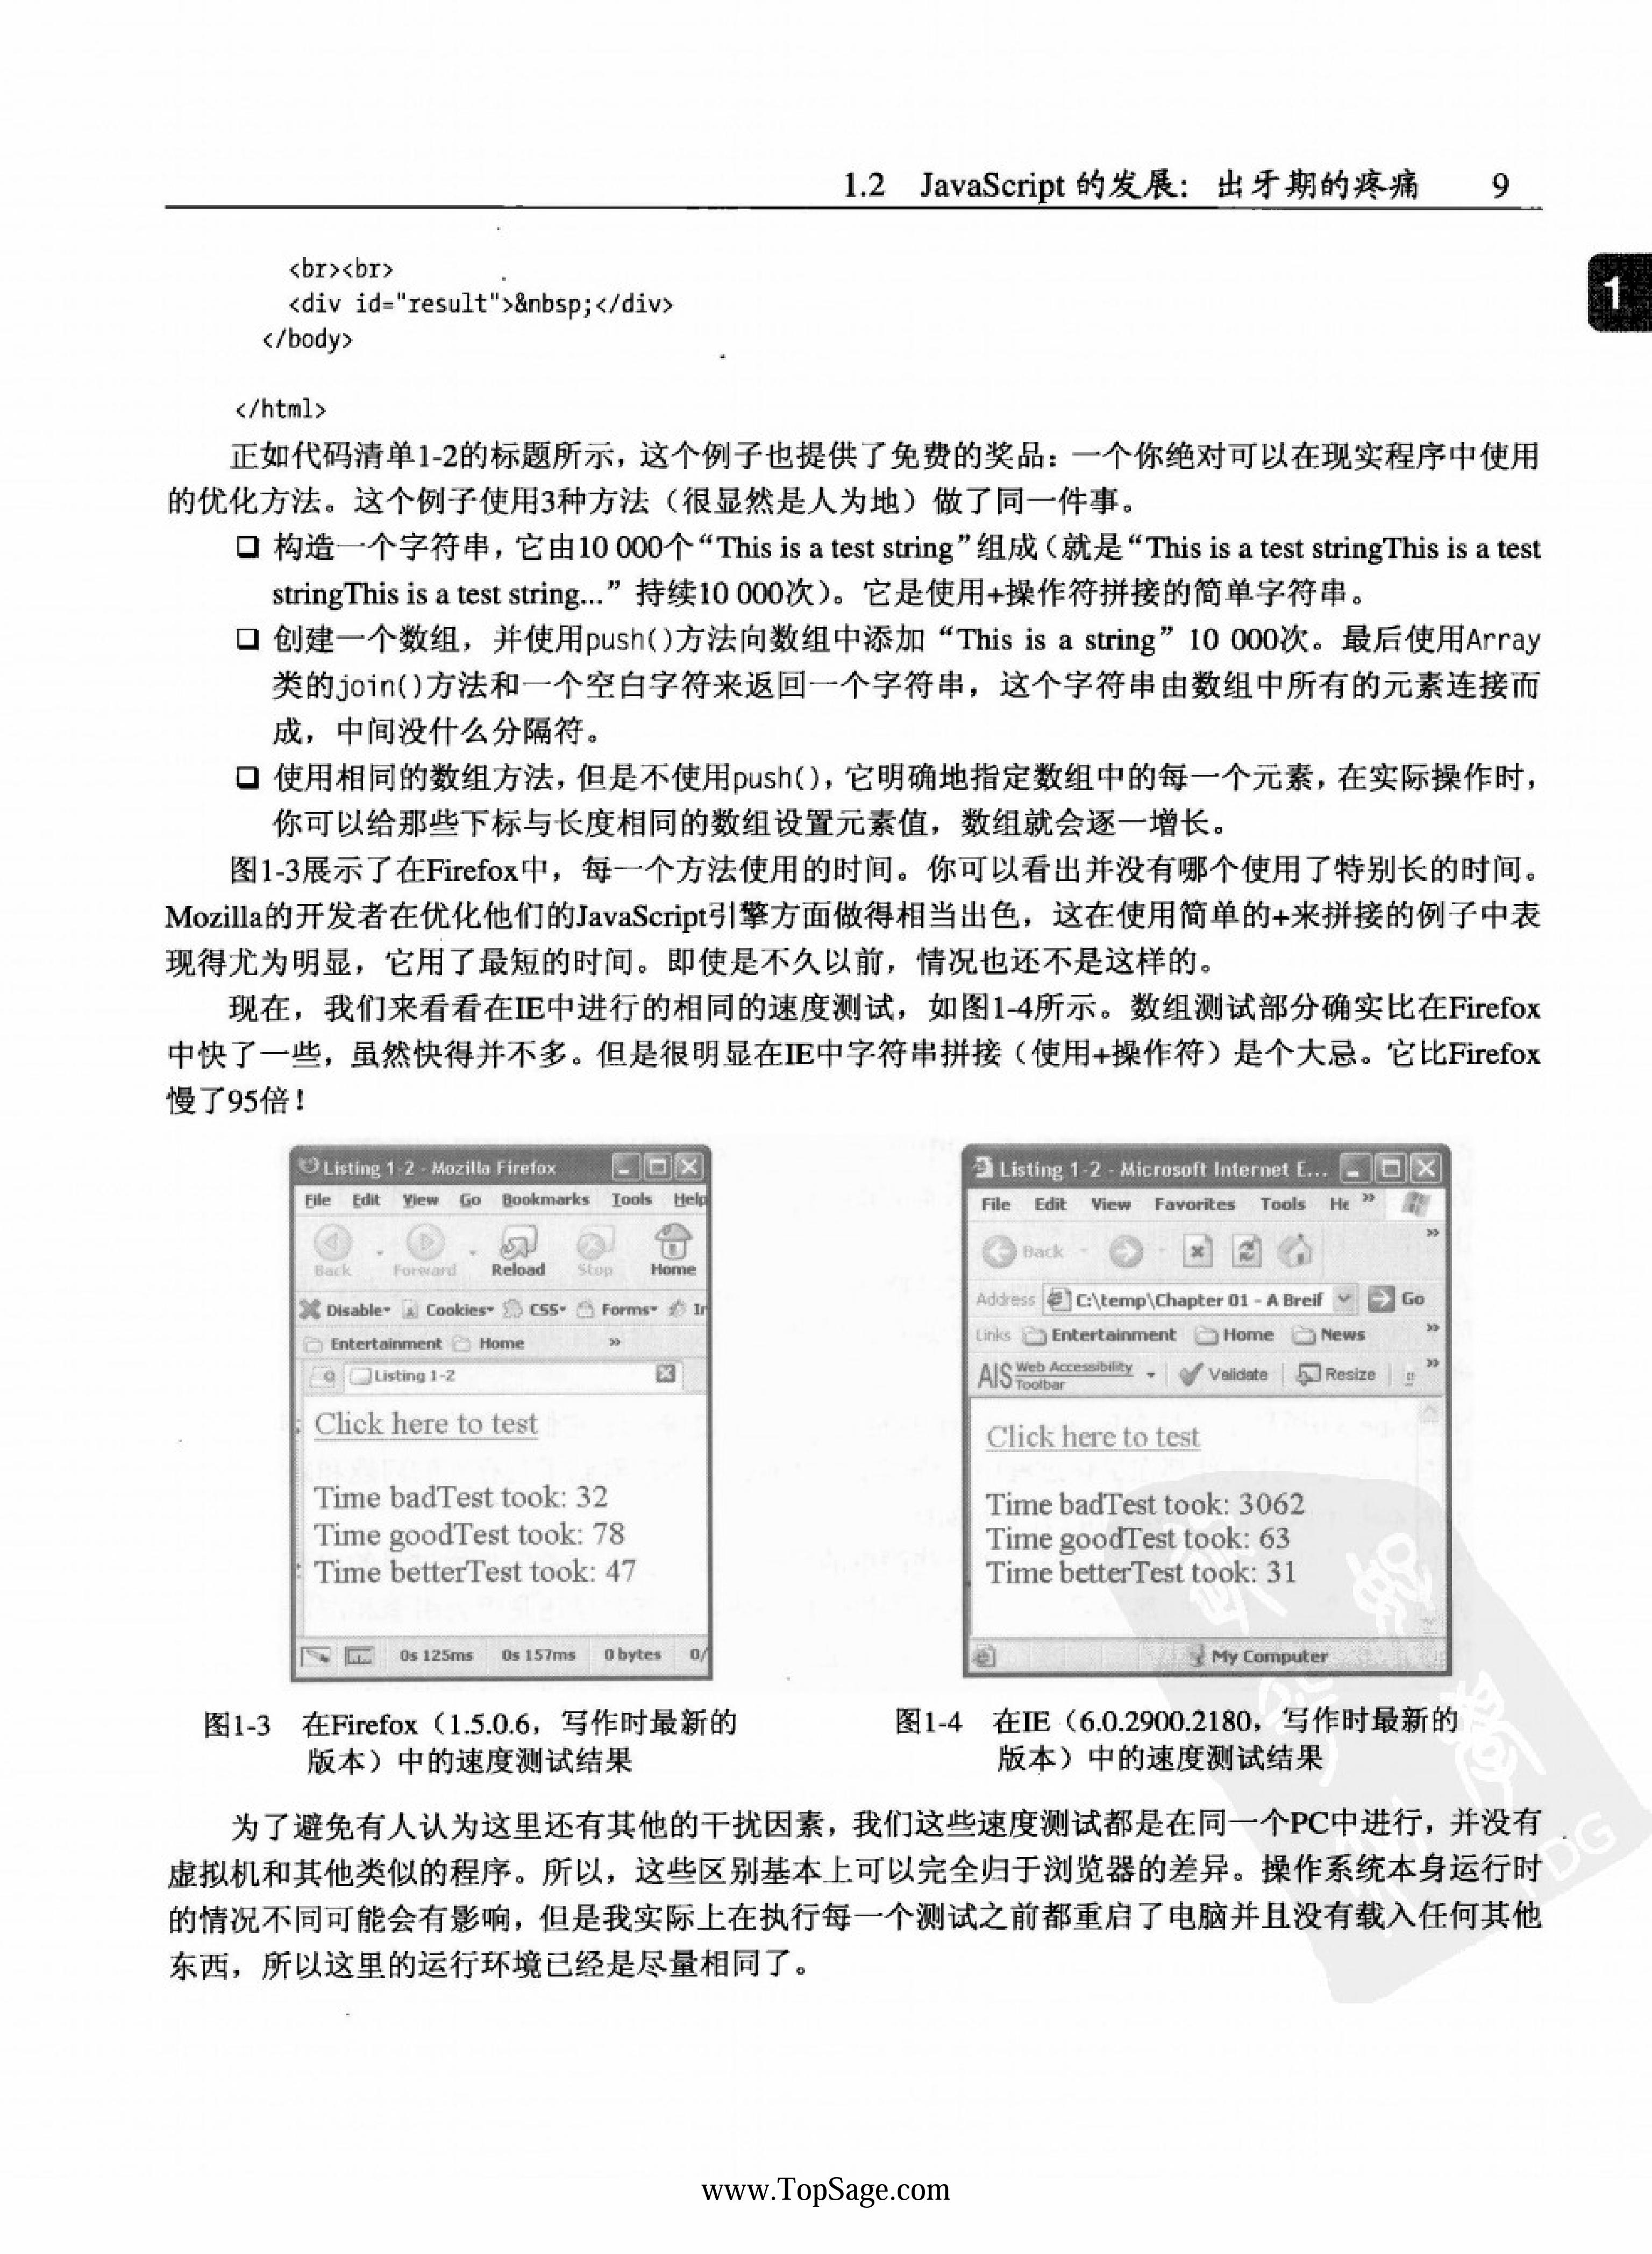 1.2 JavaScript 的发展: 出牙期的疼痛 9
1
<br><br>
<div id="result">&nbsp;</div>
</body>
</html>
正如代码清单1-2的标题所示，这个例子也提供了免费的奖品：一个你绝对可以在现实程序中使用
的优化方法。这个例子使用3种方法（很显然是人为地）做了同一件事。
❏ 构造一个字符串，它由10 000个“This is a test string”组成（就是“This is a test stringThis is a test
stringThis is a test string...” 持续10 000次）。它是使用+操作符拼接的简单字符串。
❏ 创建一个数组，并使用push()方法向数组中添加“This is a string”10 000次。最后使用Array
类的join()方法和一个空白字符来返回一个字符串，这个字符串由数组中所有的元素连接而
成，中间没什么分隔符。
❏ 使用相同的数组方法，但是不使用push()，它明确地指定数组中的每一个元素，在实际操作时，
你可以给那些下标与长度相同的数组设置元素值，数组就会逐一增长。
图1-3展示了在Firefox中，每一个方法使用的时间。你可以看出并没有哪个使用了特别长的时间。
Mozilla的开发者在优化他们的JavaScript引擎方面做得相当出色，这在使用简单的+来拼接的例子中表
现得尤为明显，它用了最短的时间。即使是不久以前，情况也还不是这样的。
现在，我们来看看在IE中进行的相同的速度测试，如图1-4所示。数组测试部分确实比在Firefox
中快了一些，虽然快得并不多。但是很明显在IE中字符串拼接（使用+操作符）是个大忌。它比Firefox
慢了95倍！
Listing 1-2 - Mozilla Firefox
File Edit View Go Bookmarks Tools Help
Back Forward Reload Stop Home
Disable Cookies CSS Forms Ir
Entertainment Home »
Listing 1-2
Click here to test
Time badTest took: 32
Time goodTest took: 78
Time betterTest took: 47
0s 125ms 0s 157ms 0 bytes 0/
图1-3 在Firefox（1.5.0.6，写作时最新的
版本）中的速度测试结果
Listing 1-2 - Microsoft Internet E...
File Edit View Favorites Tools He »
Back »
Address C:\temp\Chapter 01 - A Breif Go
Links Entertainment Home News »
AIS Web Accessibility Toolbar Validate Resize »
Click here to test
Time badTest took: 3062
Time goodTest took: 63
Time betterTest took: 31
My Computer
图1-4 在IE（6.0.2900.2180，写作时最新的
版本）中的速度测试结果
为了避免有人认为这里还有其他的干扰因素，我们这些速度测试都是在同一个PC中进行，并没有
虚拟机和其他类似的程序。所以，这些区别基本上可以完全归于浏览器的差异。操作系统本身运行时
的情况不同可能会有影响，但是我实际上在执行每一个测试之前都重启了电脑并且没有载入任何其他
东西，所以这里的运行环境已经是尽量相同了。
www.TopSage.com